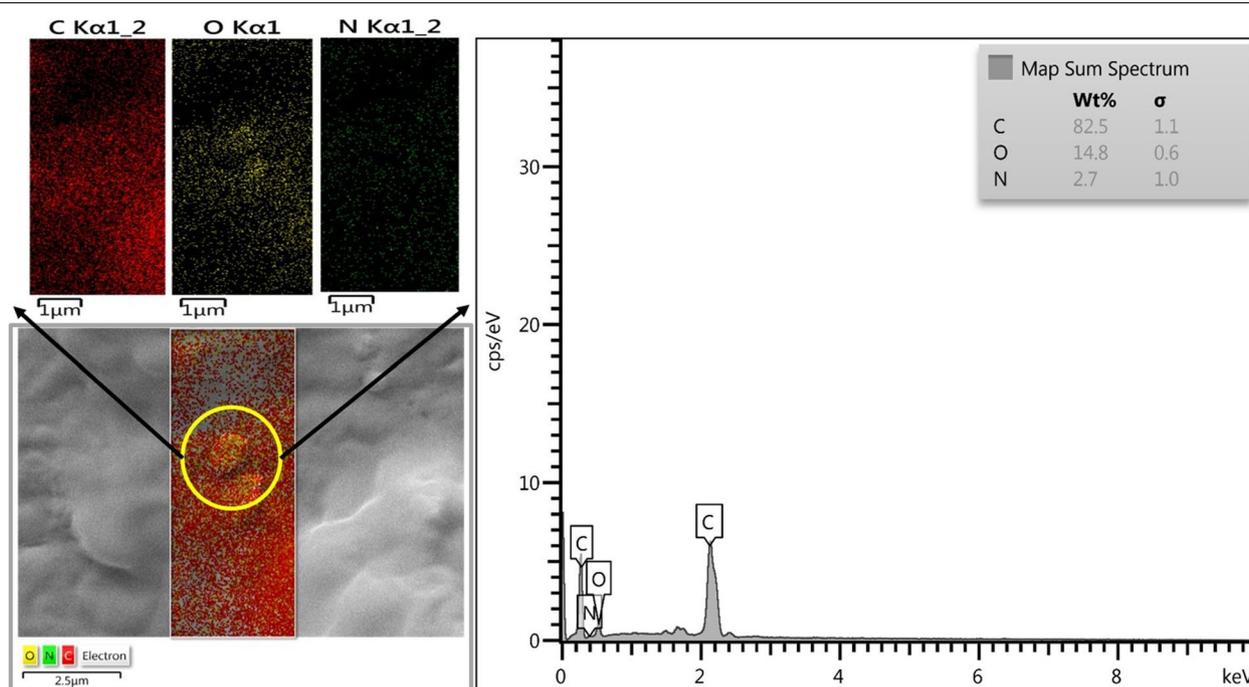 C Kα1_2 O Kα1 N Kα1_2
1μm 1μm 1μm
O N C Electron
2.5μm
Map Sum Spectrum
Wt% σ
C 82.5 1.1
O 14.8 0.6
N 2.7 1.0
30
20
cps/eV
10
C
C
O
N
0
0 2 4 6 8 keV